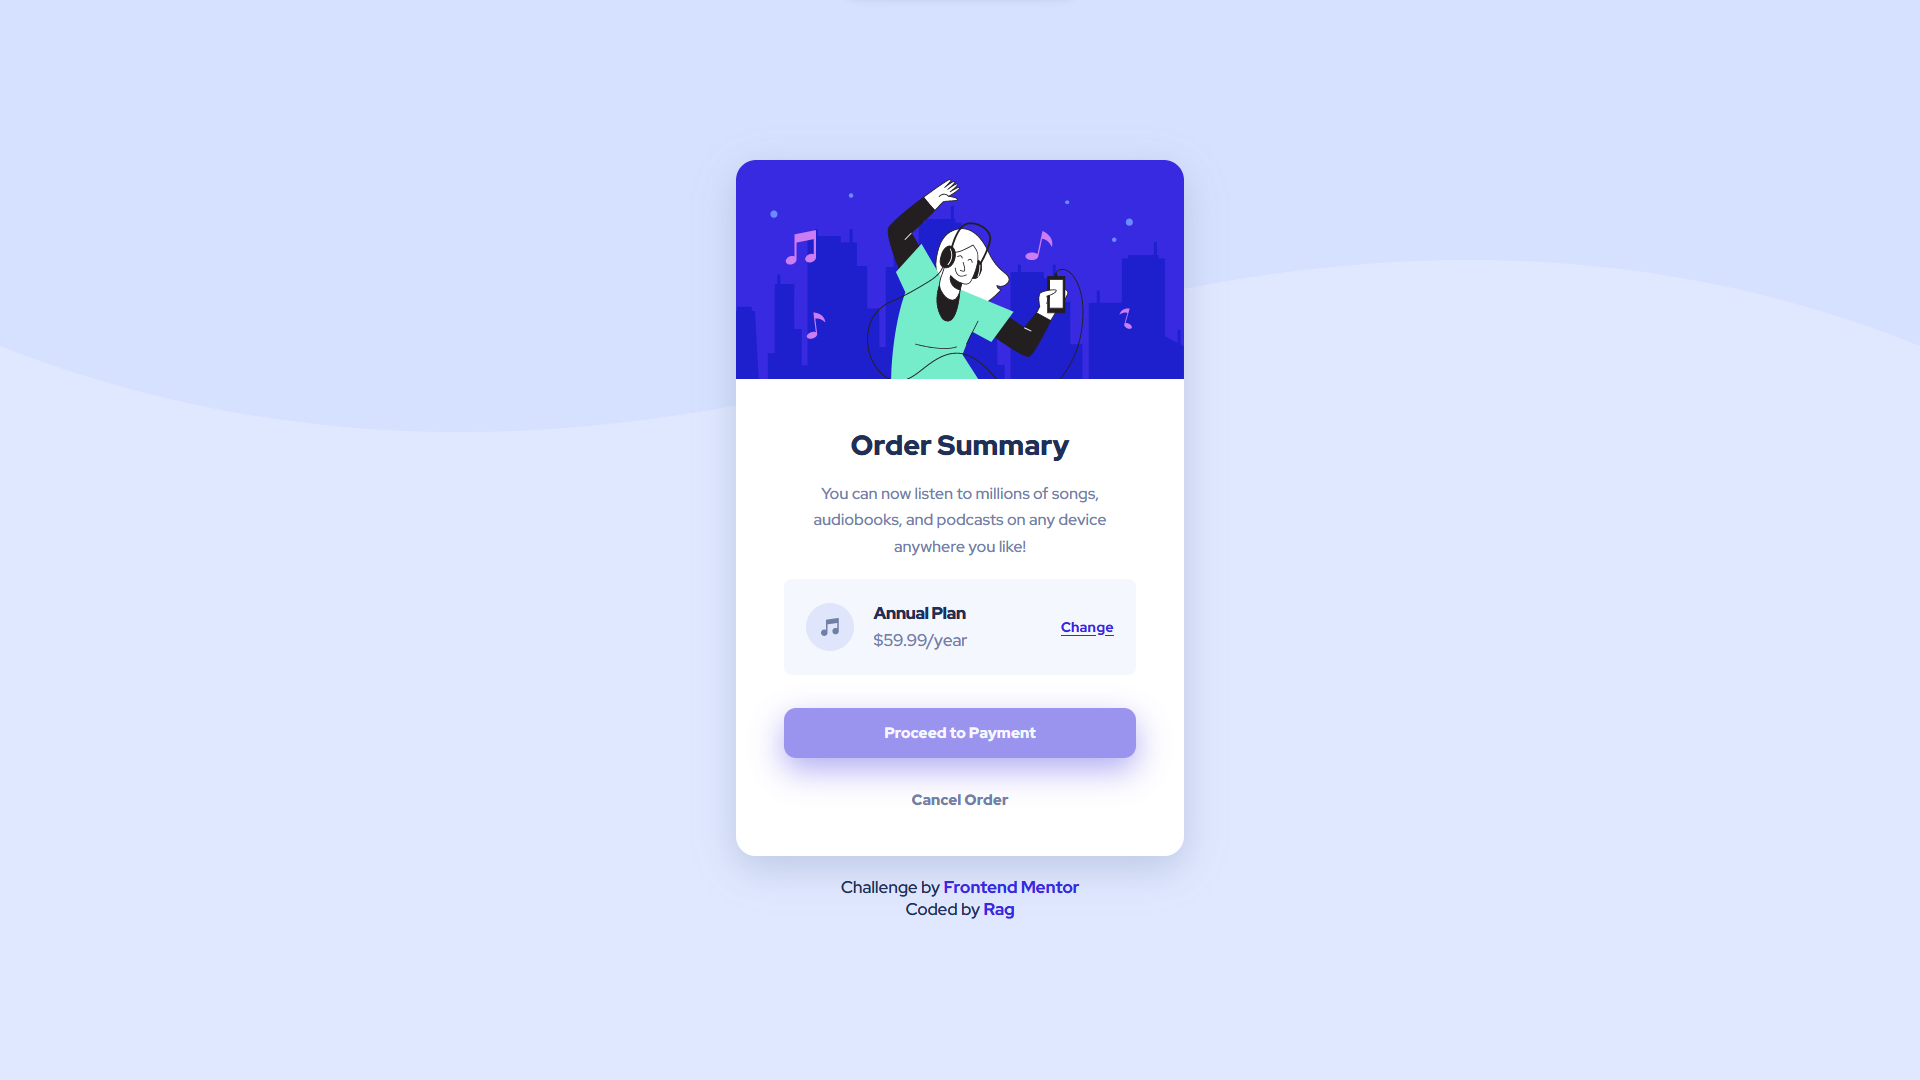 Order Summary
You can now listen to millions of songs,
audiobooks, and podcasts on any device
anywhere you like!
Annual Plan
$59.99/year
Change
Proceed to Payment
Cancel Order
Challenge by Frontend Mentor
Coded by Rag